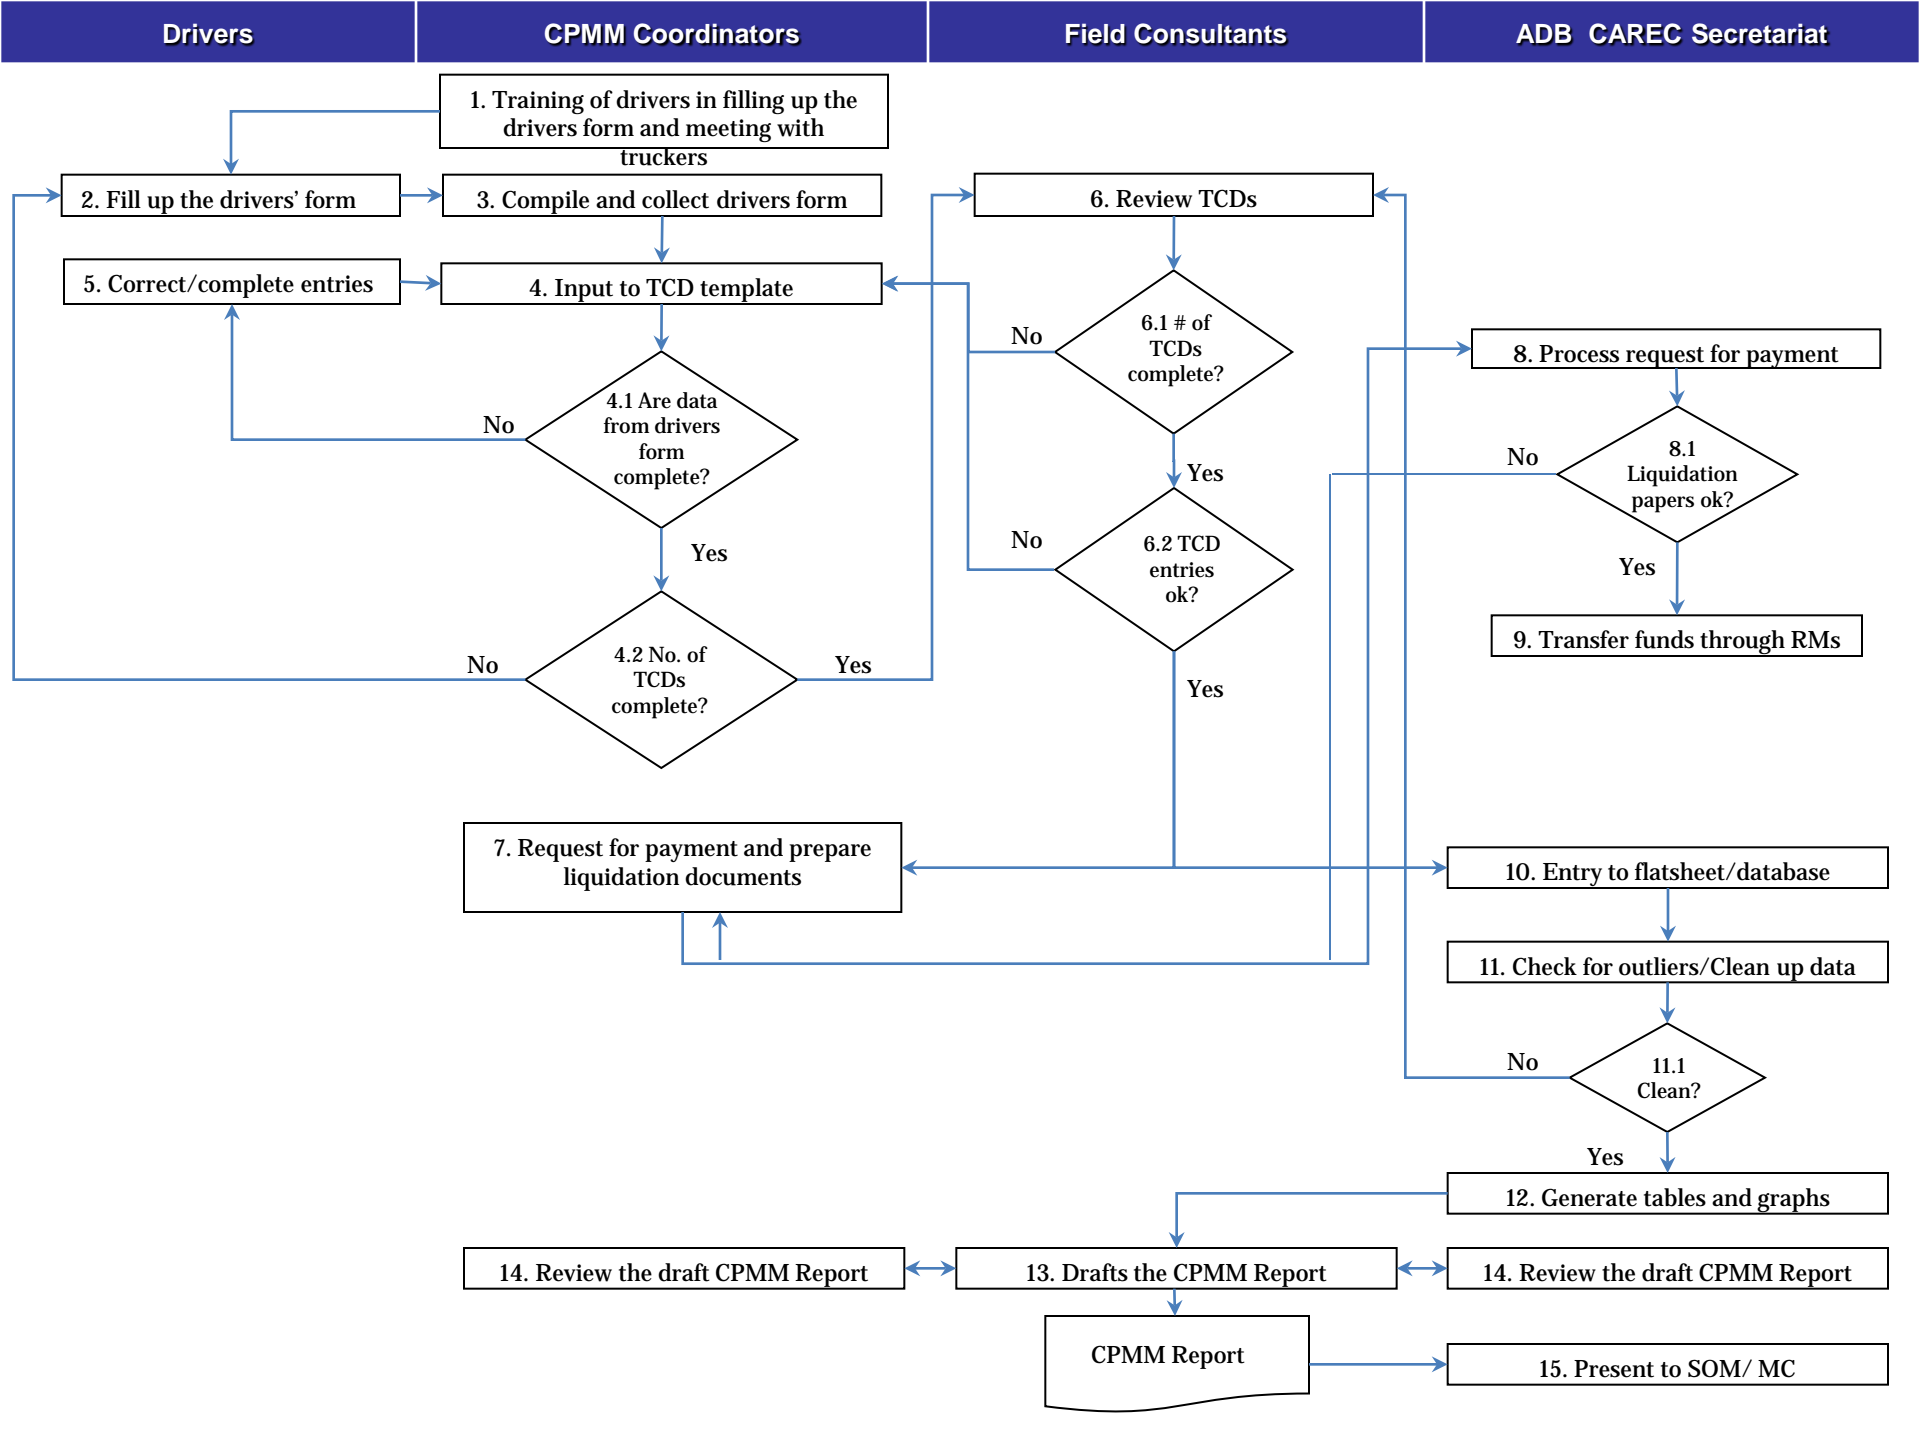 Drivers
CPMM Coordinators
Field Consultants
ADB CAREC Secretariat
1. Training of drivers in filling up the
drivers form and meeting with
truckers
2. Fill up the drivers’ form
3. Compile and collect drivers form
6. Review TCDs
5. Correct/complete entries
4. Input to TCD template
No
6.1 # of
TCDs
complete?
8. Process request for payment
No
4.1 Are data
from drivers
form
complete?
Yes
No
8.1
Liquidation
papers ok?
Yes
No
6.2 TCD
entries
ok?
Yes
9. Transfer funds through RMs
No
4.2 No. of
TCDs
complete?
Yes
Yes
7. Request for payment and prepare
liquidation documents
10. Entry to flatsheet/database
11. Check for outliers/Clean up data
No
11.1
Clean?
Yes
12. Generate tables and graphs
14. Review the draft CPMM Report
13. Drafts the CPMM Report
14. Review the draft CPMM Report
CPMM Report
15. Present to SOM/ MC